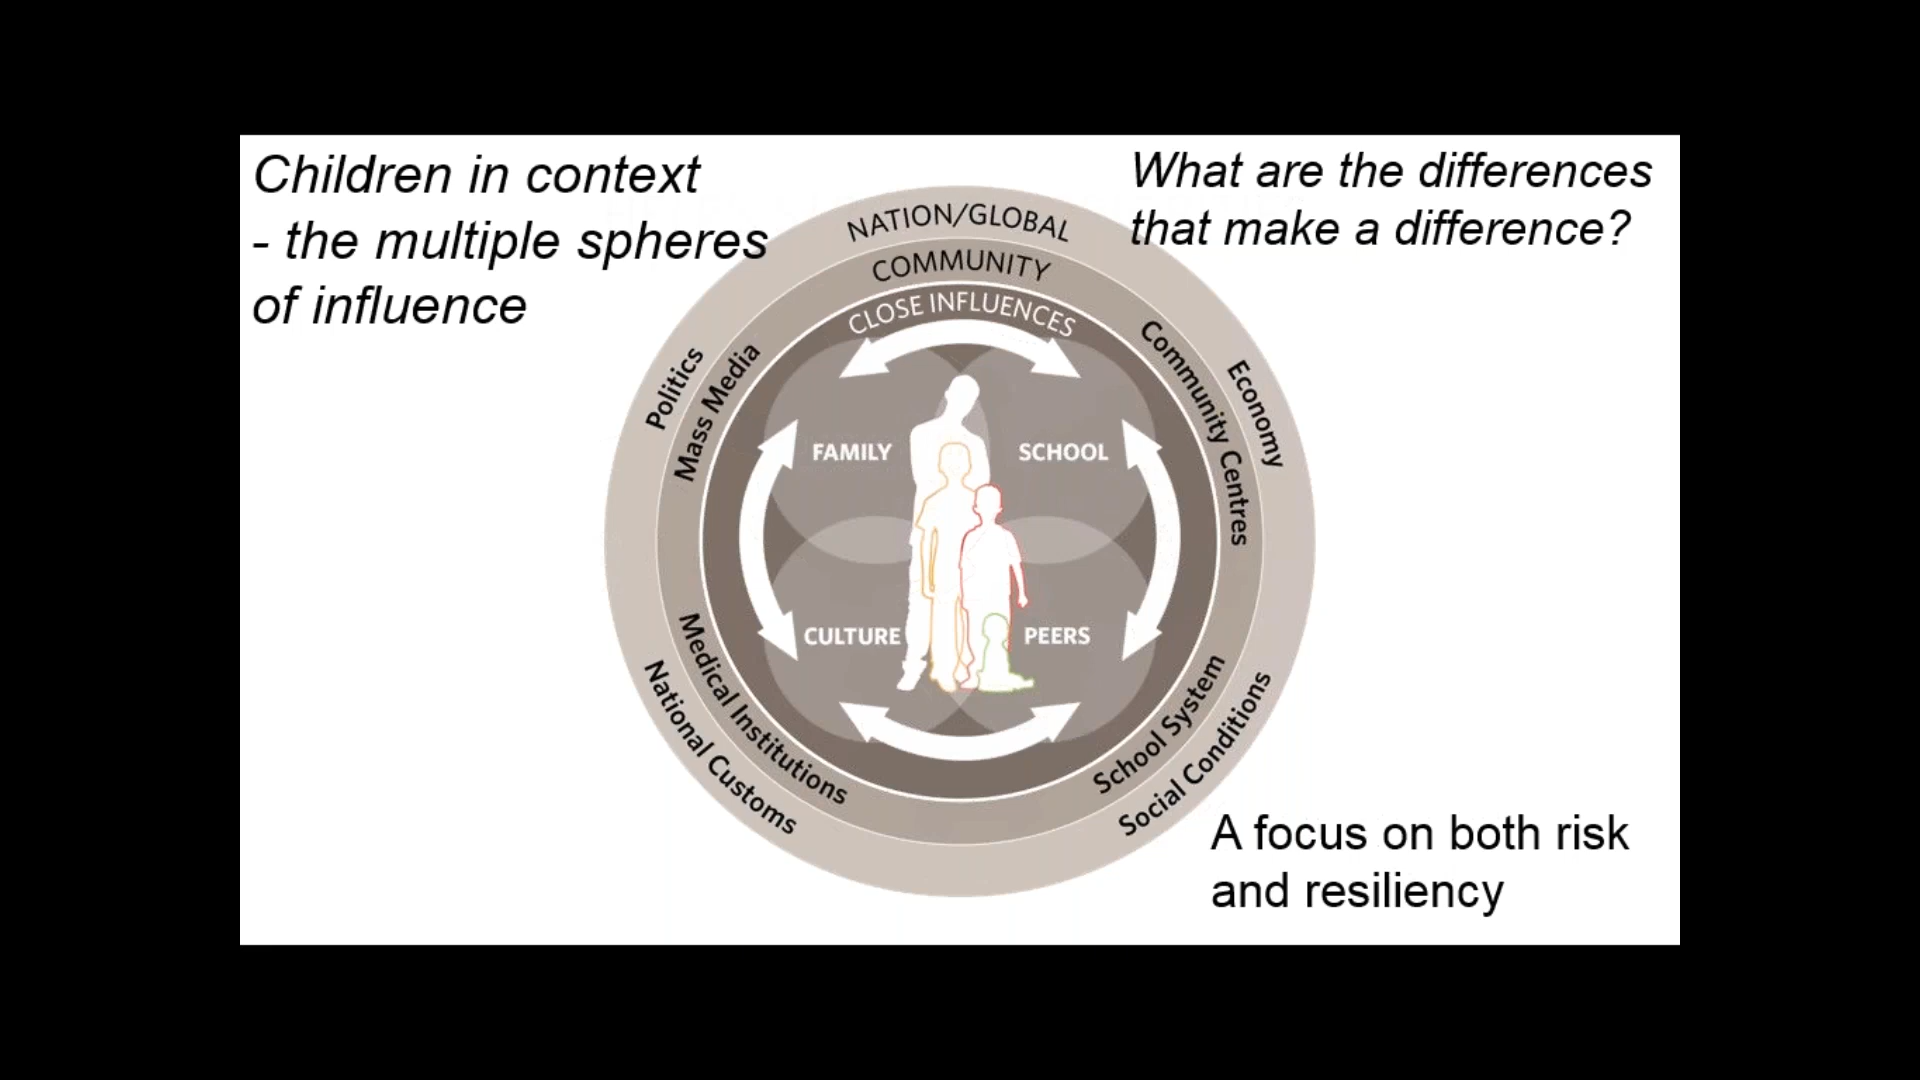 Children in context
- the multiple spheres
of influence
What are the differences
that make a difference?
NATION/GLOBAL
COMMUNITY
CLOSE INFLUENCES
Politics
Mass Media
Community Centres
Economy
FAMILY
SCHOOL
CULTURE
PEERS
Medical Institutions
National Customs
School System
Social Conditions
A focus on both risk
and resiliency